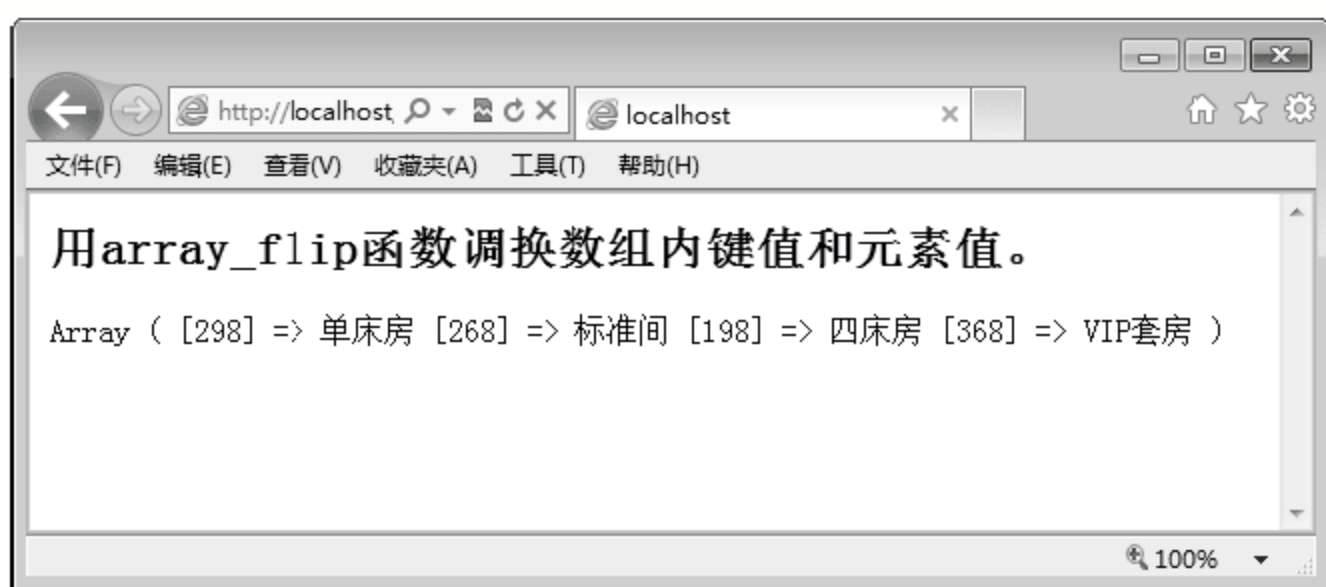 http://localhost
localhost
文件(F) 编辑(E) 查看(V) 收藏夹(A) 工具(T) 帮助(H)
用array_flip函数调换数组内键值和元素值。
Array ( [298] => 单床房 [268] => 标准间 [198] => 四床房 [368] => VIP套房 )
100%